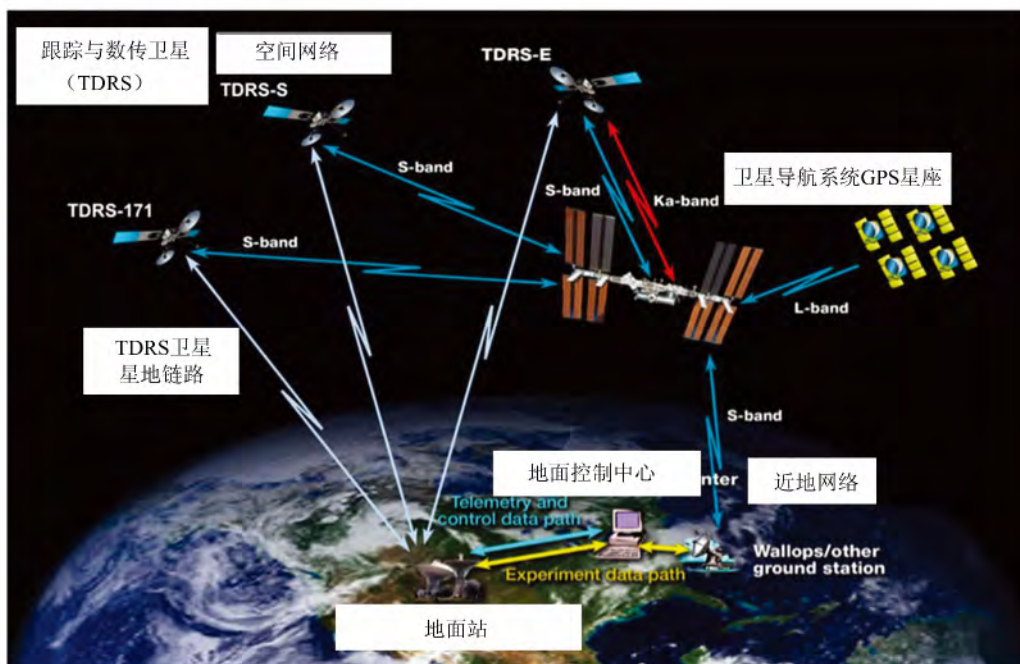 跟踪与数传卫星
（TDRS）
空间网络
TDRS-E
TDRS-S
S-band
卫星导航系统GPS星座
S-band
Ka-band
TDRS-171
S-band
L-band
TDRS卫星
星地链路
S-band
地面控制中心
近地网络
Telemetry and
control data path
Wallops/other
ground station
Experiment data path
地面站